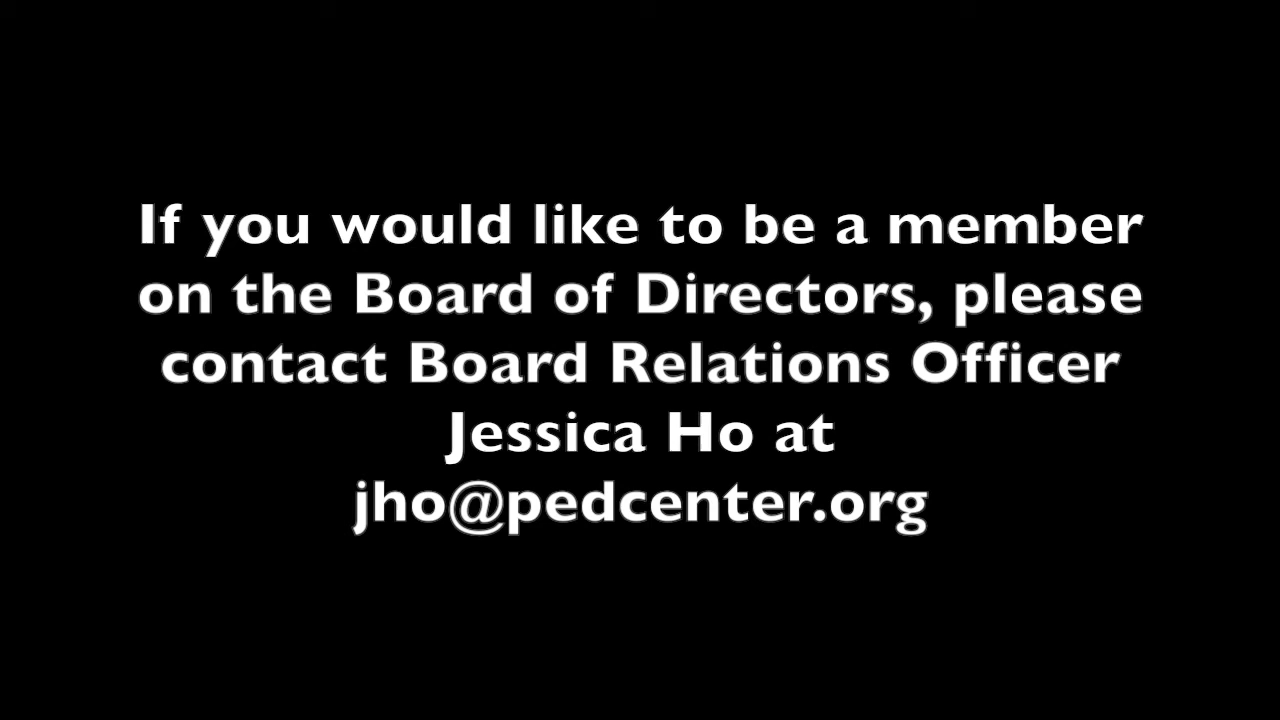 If you would like to be a member
on the Board of Directors, please
contact Board Relations Officer
Jessica Ho at
jho@pedcenter.org